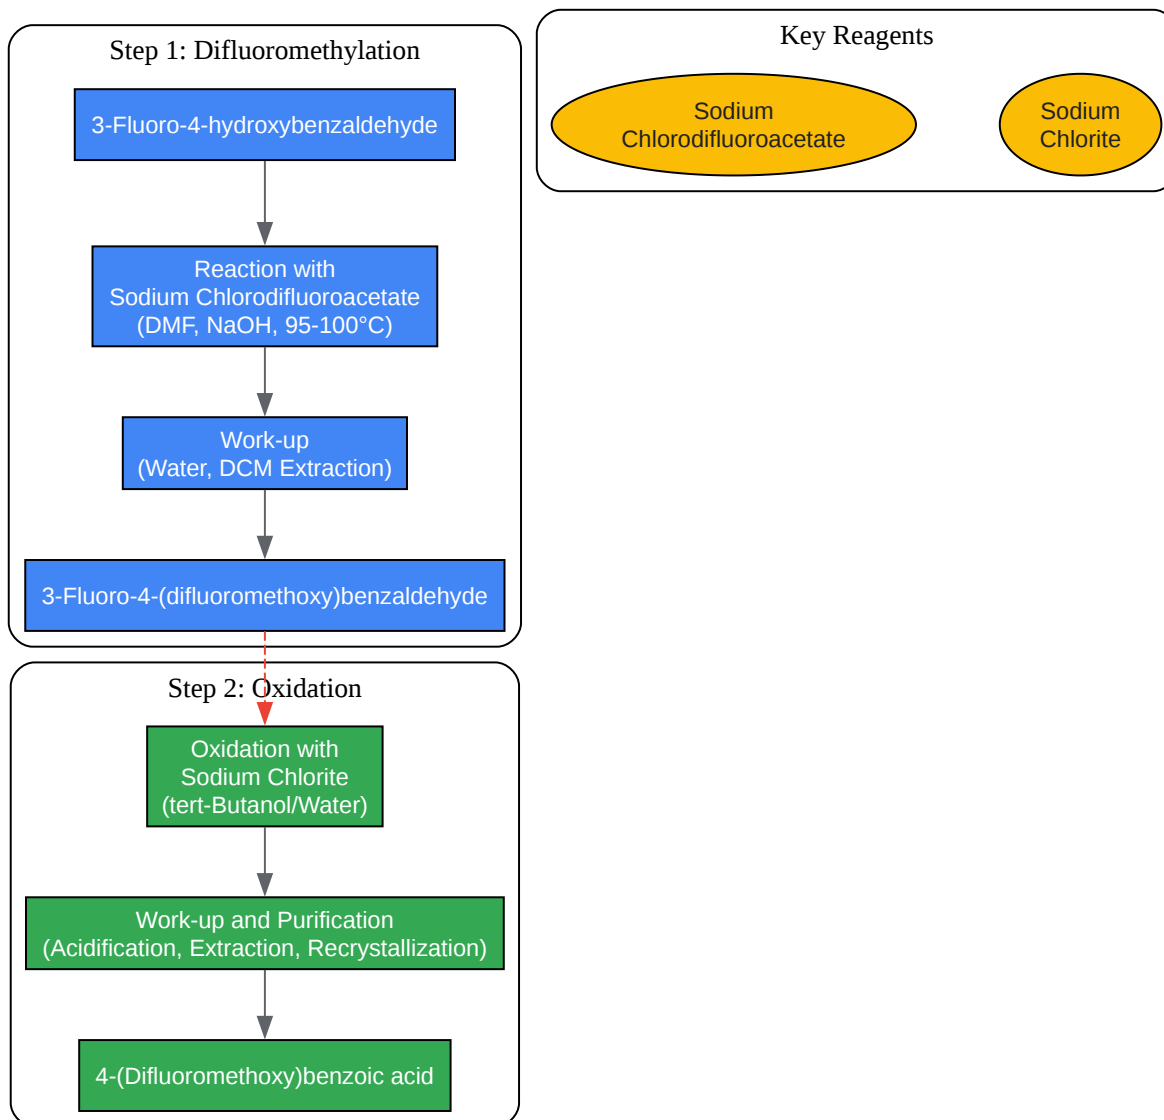 Step 1: Difluoromethylation
3-Fluoro-4-hydroxybenzaldehyde
Reaction with
Sodium Chlorodifluoroacetate
(DMF, NaOH, 95-100°C)
Work-up
(Water, DCM Extraction)
3-Fluoro-4-(difluoromethoxy)benzaldehyde
Step 2: Oxidation
Oxidation with
Sodium Chlorite
(tert-Butanol/Water)
Work-up and Purification
(Acidification, Extraction, Recrystallization)
4-(Difluoromethoxy)benzoic acid
Key Reagents
Sodium
Chlorodifluoroacetate
Sodium
Chlorite